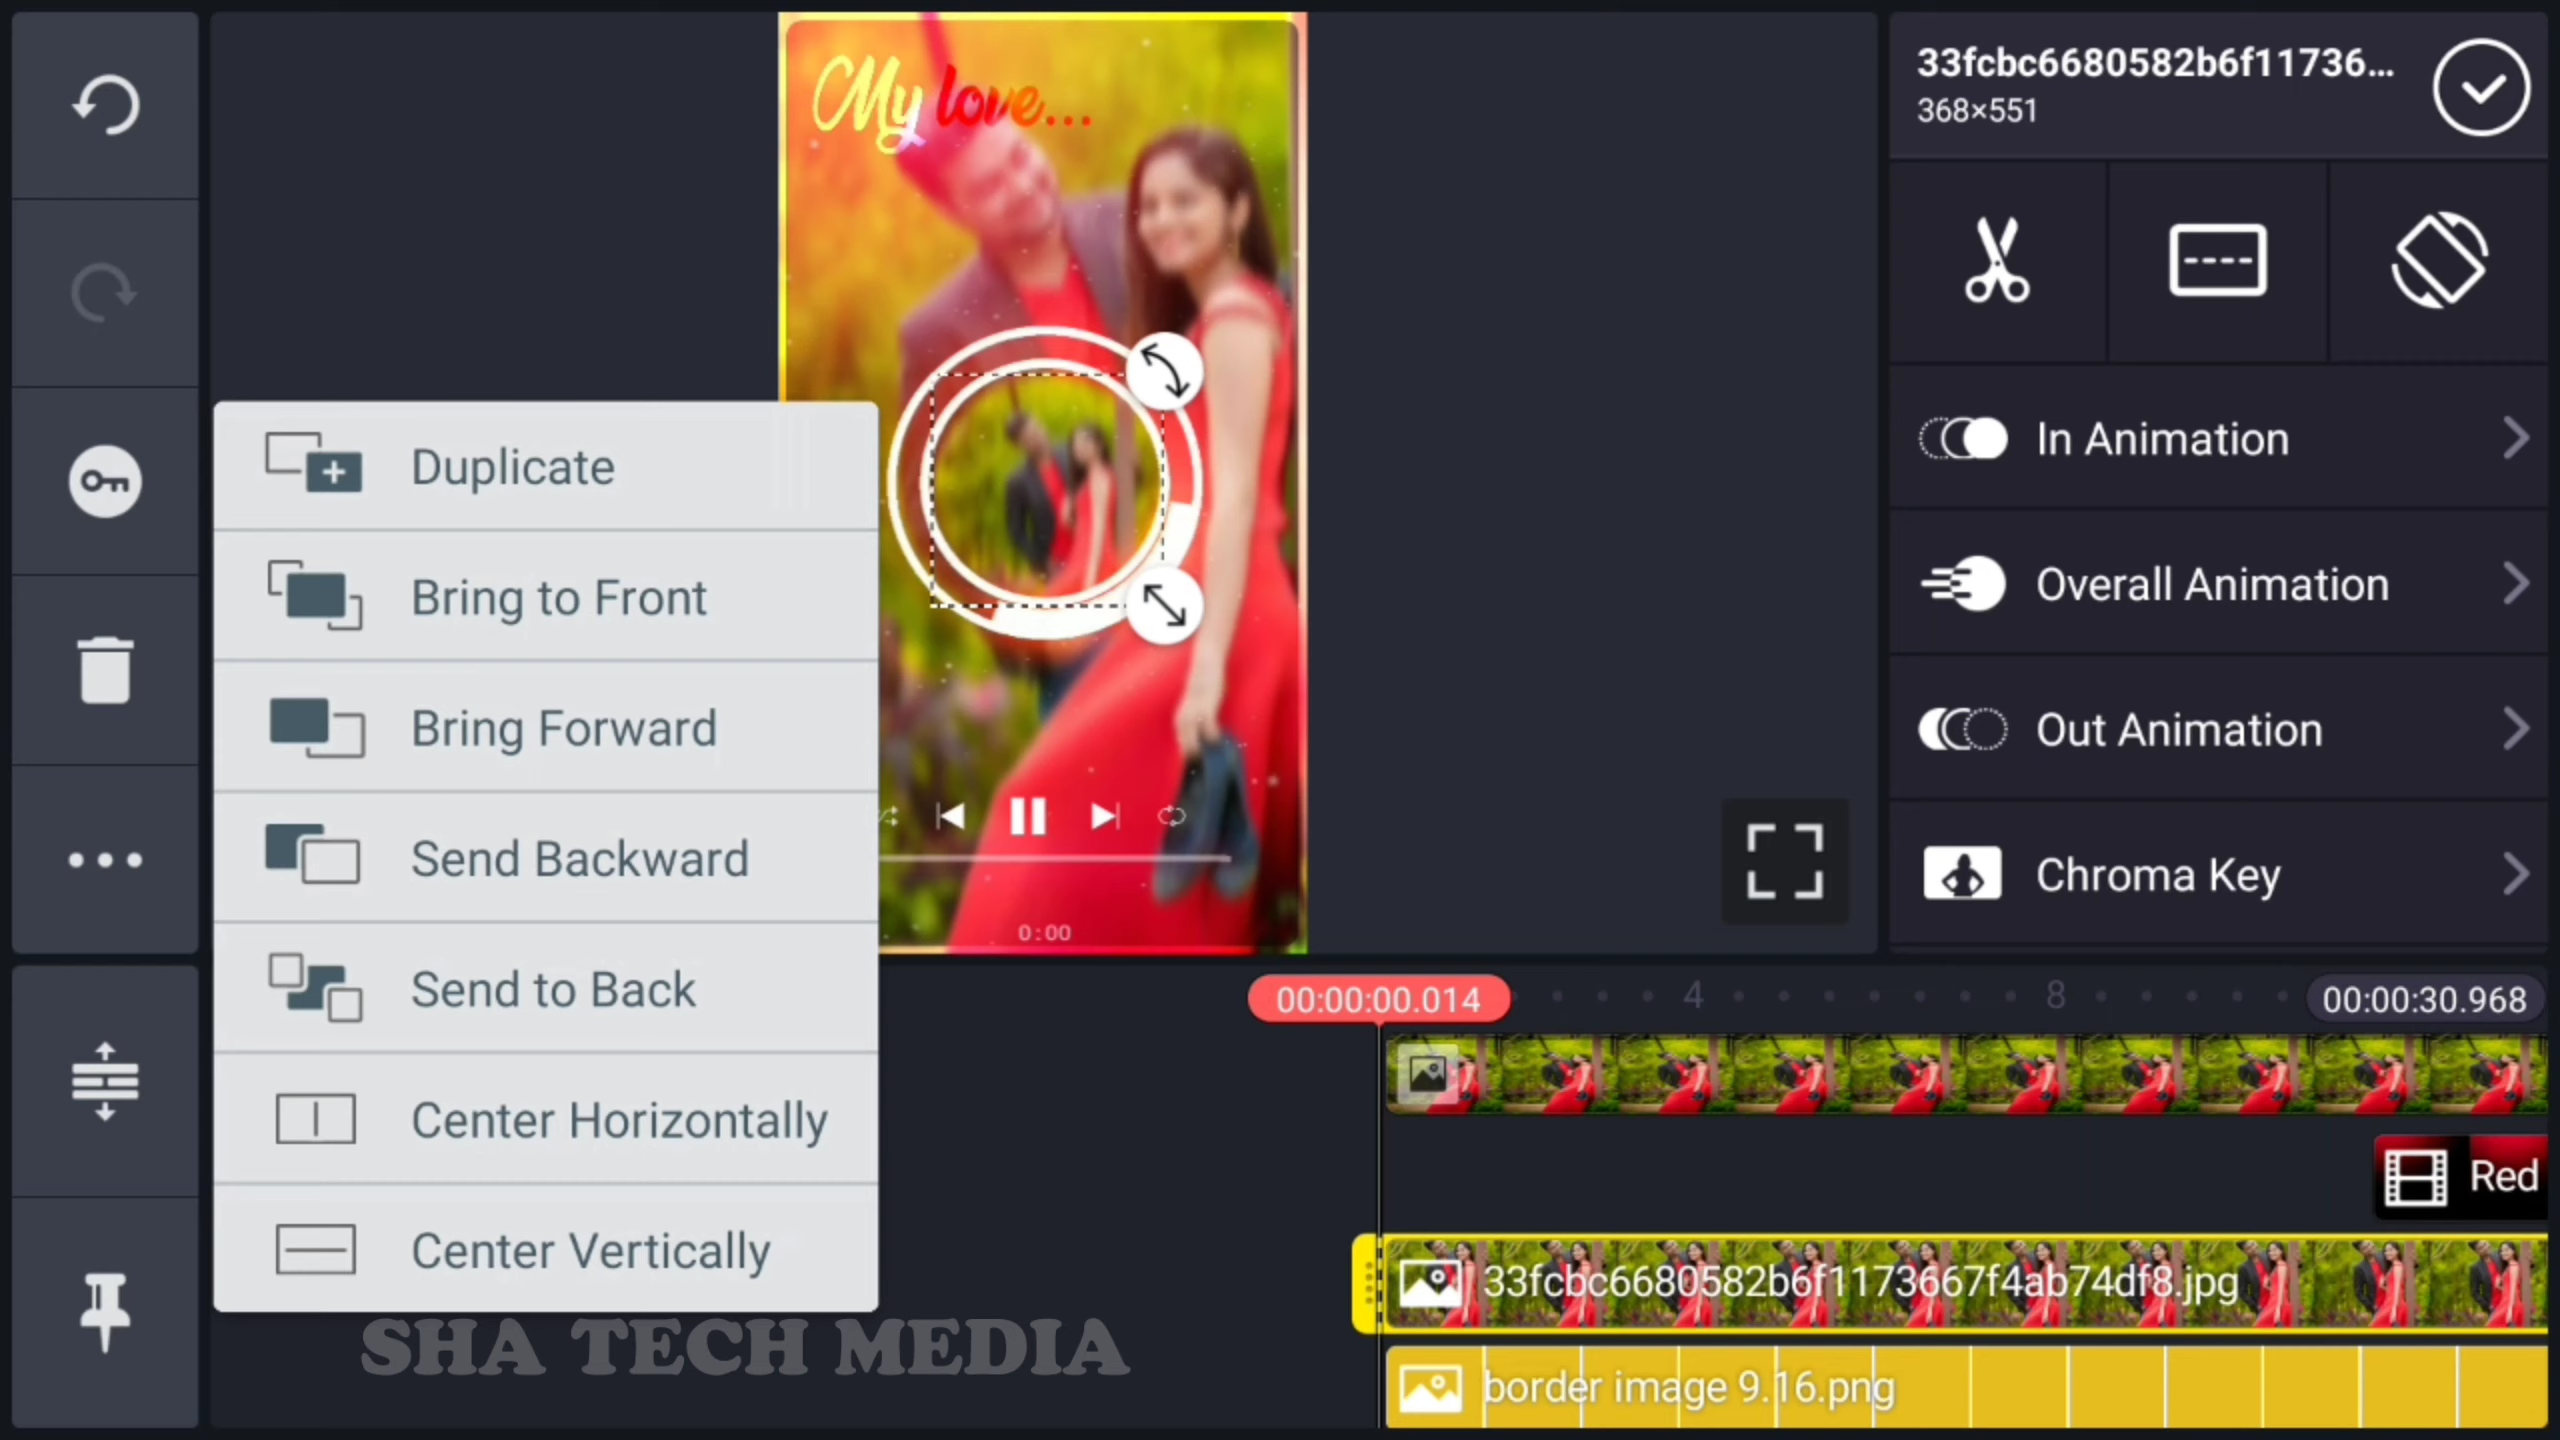 33fcbc6680582b6f11736...
368×551
My love...
Duplicate
Bring to Front
Bring Forward
Send Backward
Send to Back
Center Horizontally
Center Vertically
In Animation
Overall Animation
Out Animation
Chroma Key
0:00
00:00:00.014
4
8
00:00:30.968
Red
33fcbc6680582b6f1173667f4ab74df8.jpg
border image 9.16.png
SHA TECH MEDIA